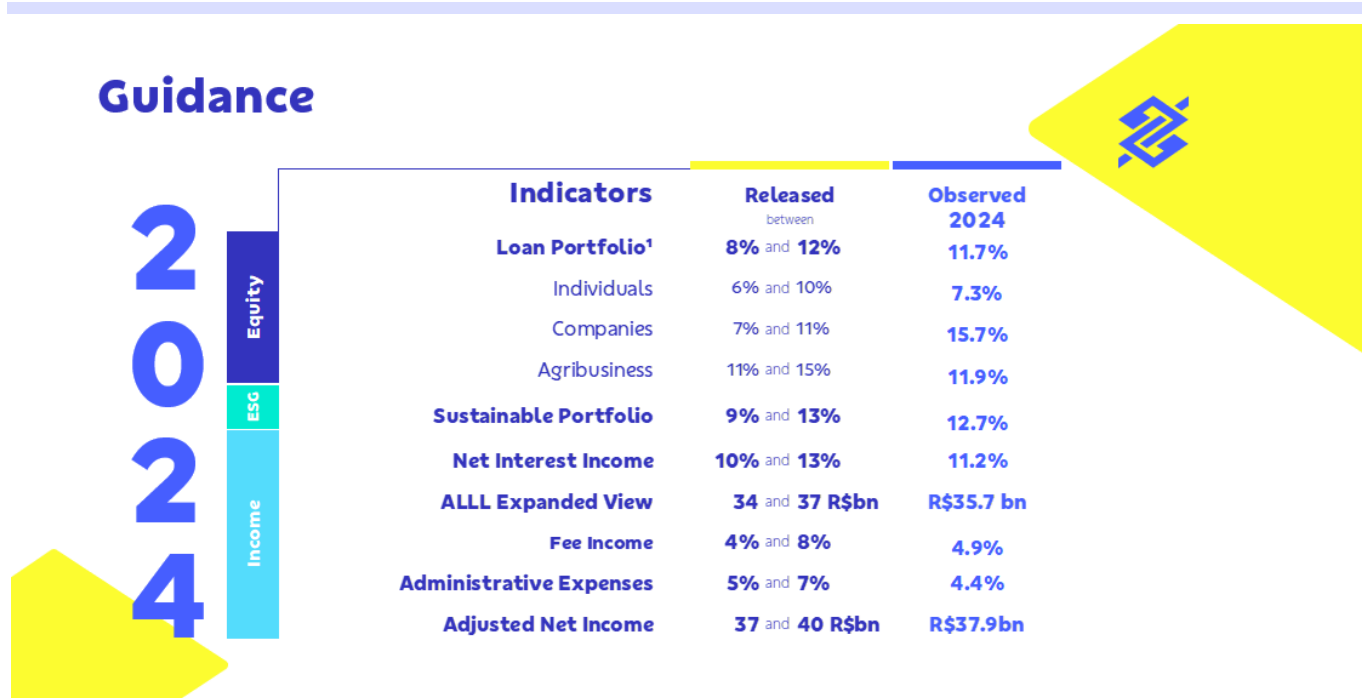 Guidance
2
0
2
4
Equity
ESG
Income
Indicators Released between Observed 2024
Loan Portfolio¹ 8% and 12% 11.7%
Individuals 6% and 10% 7.3%
Companies 7% and 11% 15.7%
Agribusiness 11% and 15% 11.9%
Sustainable Portfolio 9% and 13% 12.7%
Net Interest Income 10% and 13% 11.2%
ALLL Expanded View 34 and 37 R$bn R$35.7 bn
Fee Income 4% and 8% 4.9%
Administrative Expenses 5% and 7% 4.4%
Adjusted Net Income 37 and 40 R$bn R$37.9bn